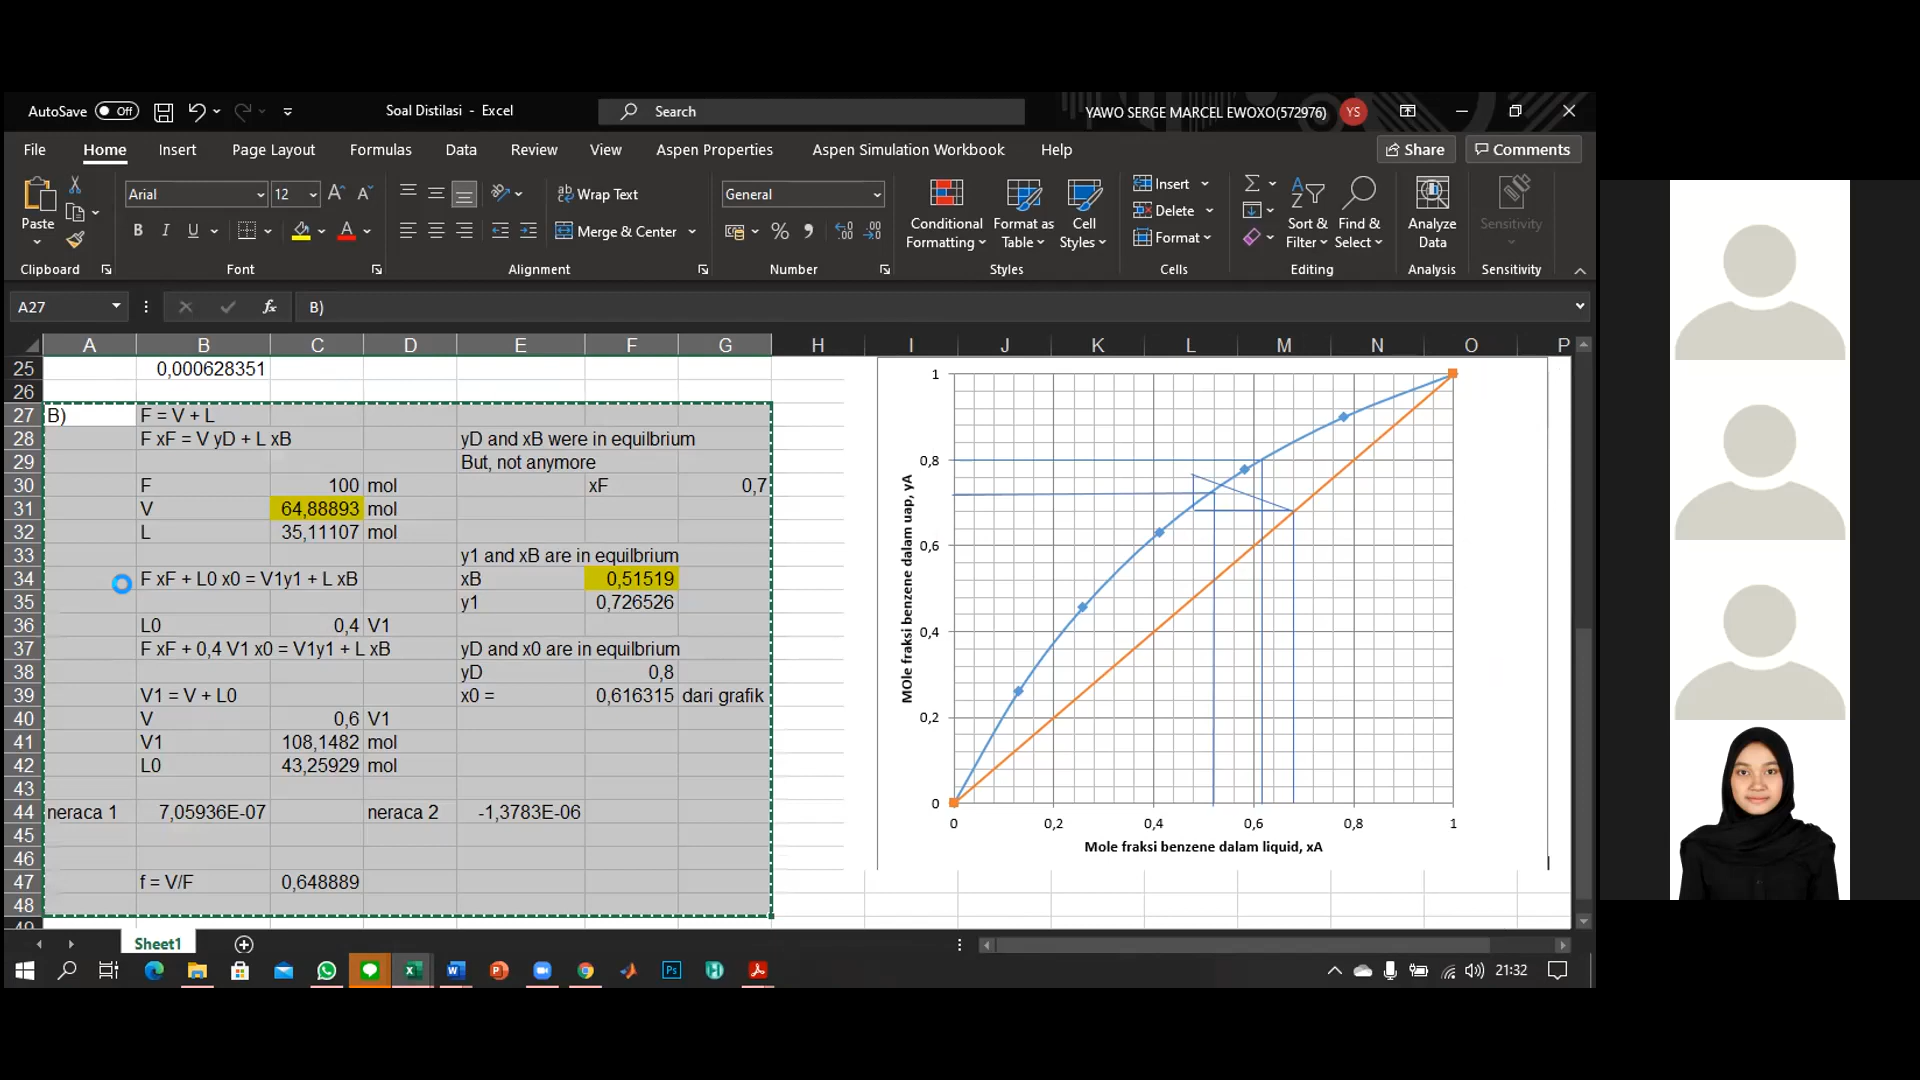 AutoSave Off Soal Distilasi - Excel Search YAWO SERGE MARCEL EWOXO(572976) YS
File Home Insert Page Layout Formulas Data Review View Aspen Properties Aspen Simulation Workbook Help Share Comments
Paste
Arial 12
B I U
Wrap Text
Merge & Center
General
Conditional Formatting
Format as Table
Cell Styles
Insert
Delete
Format
Sort & Filter
Find & Select
Analyze Data
Sensitivity
Clipboard Font Alignment Number Styles Cells Editing Analysis Sensitivity
A27 fx B)
A B C D E F G H I J K L M N O P
25 0,000628351
26
27 B) F = V + L
28 F xF = V yD + L xB yD and xB were in equilbrium
29 But, not anymore
30 F 100 mol xF 0,7
31 V 64,88893 mol
32 L 35,11107 mol
33 y1 and xB are in equilbrium
34 F xF + L0 x0 = V1y1 + L xB xB 0,51519
35 y1 0,726526
36 L0 0,4 V1
37 F xF + 0,4 V1 x0 = V1y1 + L xB yD and x0 are in equilbrium
38 yD 0,8
39 V1 = V + L0 x0 = 0,616315 dari grafik
40 V 0,6 V1
41 V1 108,1482 mol
42 L0 43,25929 mol
43
44 neraca 1 7,05936E-07 neraca 2 -1,3783E-06
45
46
47 f = V/F 0,648889
48
1
0,8
0,6
0,4
0,2
0
MOle fraksi benzene dalam uap, yA
0 0,2 0,4 0,6 0,8 1
Mole fraksi benzene dalam liquid, xA
Sheet1
21:32